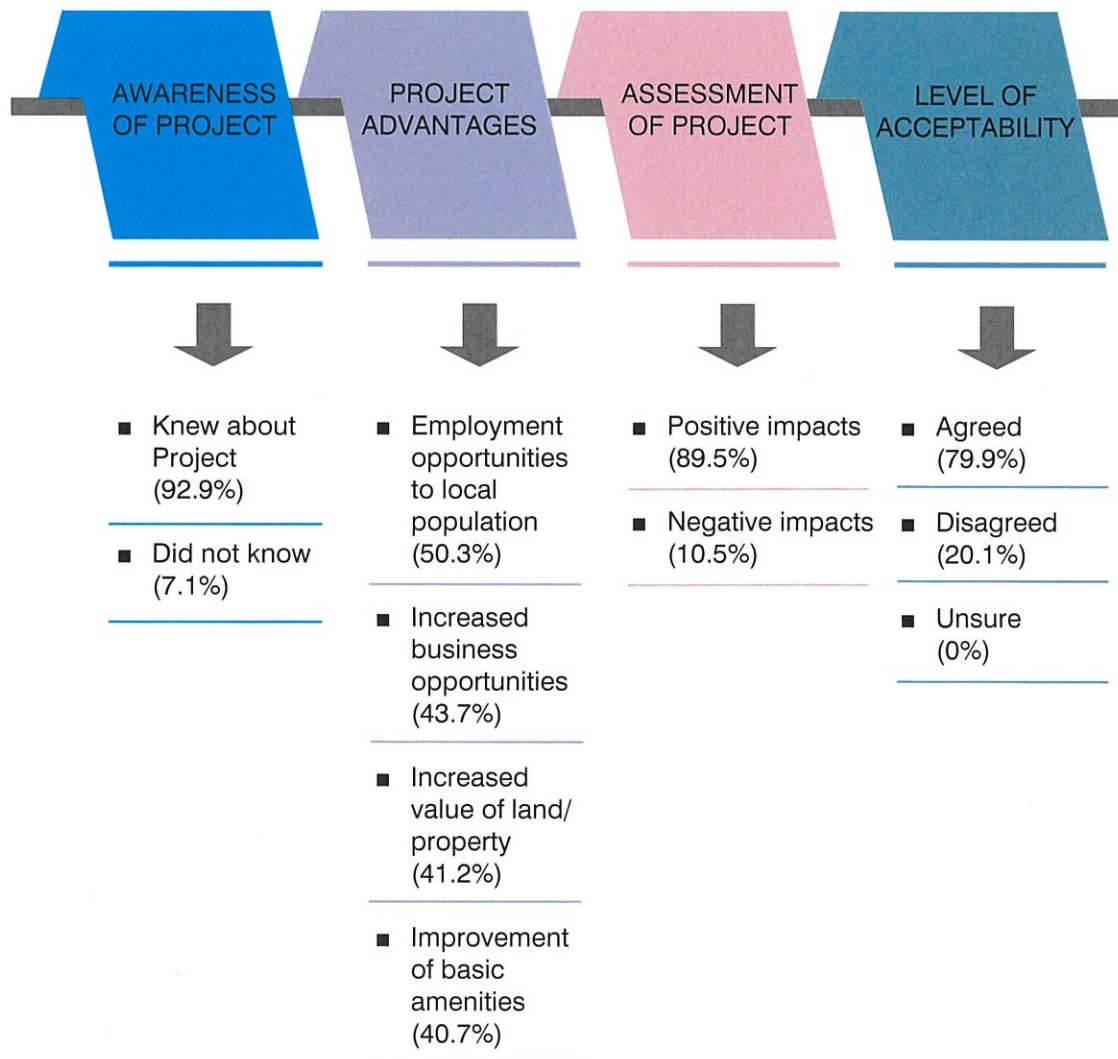 AWARENESS
OF PROJECT
PROJECT
ADVANTAGES
ASSESSMENT
OF PROJECT
LEVEL OF
ACCEPTABILITY
■ Knew about
Project
(92.9%)
■ Did not know
(7.1%)
■ Employment
opportunities
to local
population
(50.3%)
■ Increased
business
opportunities
(43.7%)
■ Increased
value of land/
property
(41.2%)
■ Improvement
of basic
amenities
(40.7%)
■ Positive impacts
(89.5%)
■ Negative impacts
(10.5%)
■ Agreed
(79.9%)
■ Disagreed
(20.1%)
■ Unsure
(0%)